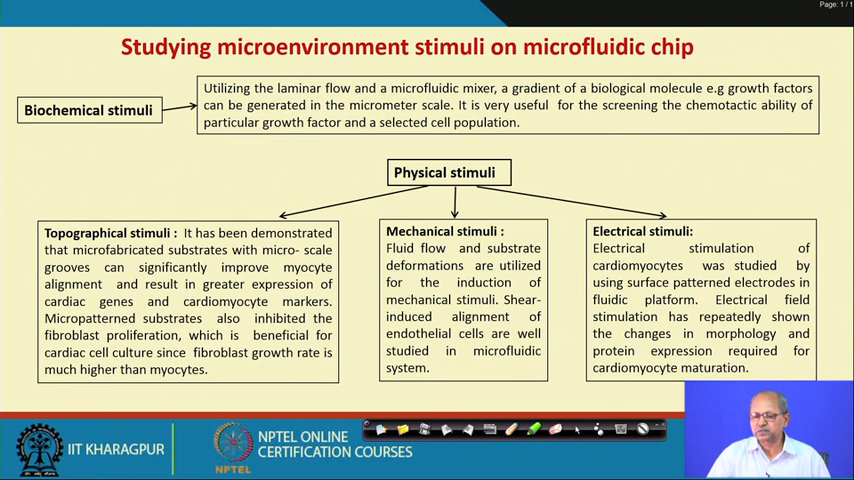 Page: 1 / 1
Studying microenvironment stimuli on microfluidic chip
Biochemical stimuli
Utilizing the laminar flow and a microfluidic mixer, a gradient of a biological molecule e.g growth factors
can be generated in the micrometer scale. It is very useful for the screening the chemotactic ability of
particular growth factor and a selected cell population.
Physical stimuli
Topographical stimuli : It has been demonstrated
that microfabricated substrates with micro- scale
grooves can significantly improve myocyte
alignment and result in greater expression of
cardiac genes and cardiomyocyte markers.
Micropatterned substrates also inhibited the
fibroblast proliferation, which is beneficial for
cardiac cell culture since fibroblast growth rate is
much higher than myocytes.
Mechanical stimuli :
Fluid flow and substrate
deformations are utilized
for the induction of
mechanical stimuli. Shear-
induced alignment of
endothelial cells are well
studied in microfluidic
system.
Electrical stimuli:
Electrical stimulation of
cardiomyocytes was studied by
using surface patterned electrodes in
fluidic platform. Electrical field
stimulation has repeatedly shown
the changes in morphology and
protein expression required for
cardiomyocyte maturation.
IIT KHARAGPUR
NPTEL
NPTEL ONLINE
CERTIFICATION COURSES